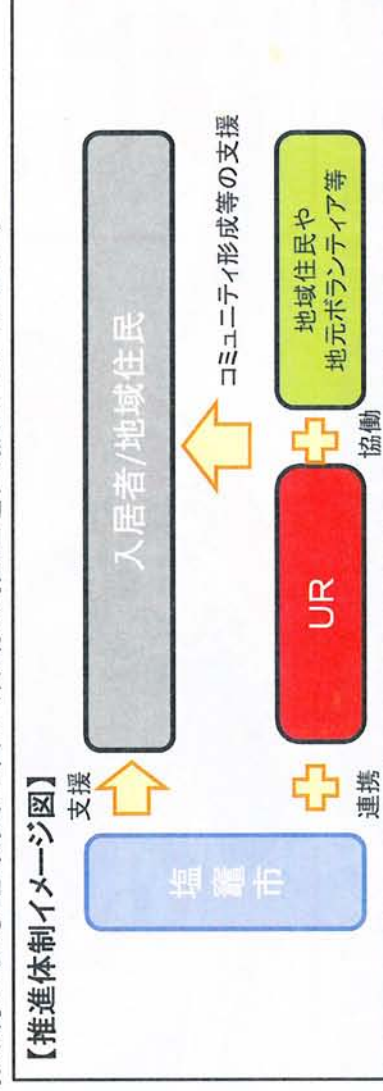 【推進体制イメージ図】
支援
入居者/地域住民
コミュニティ形成等の支援
塩竈市
UR
地域住民や
地元ボランティア等
連携
協働